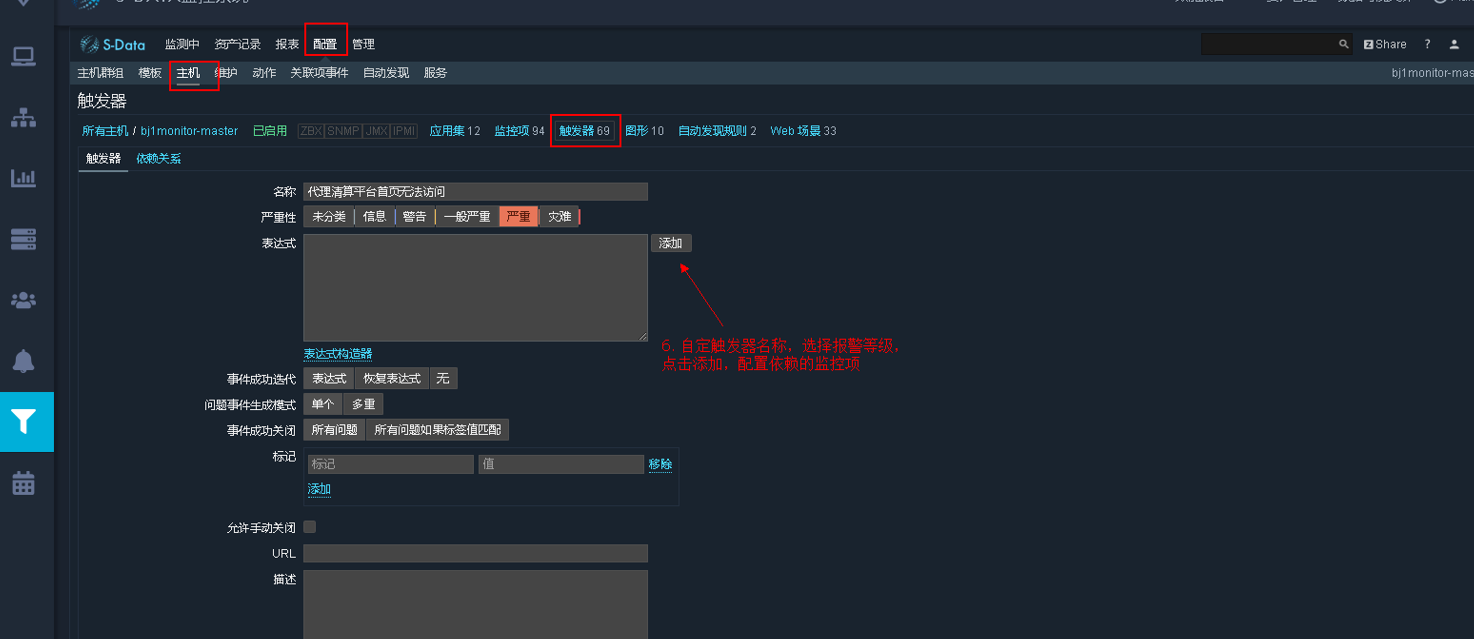 S-Data 监测中 资产记录 报表 配置 管理 Share ?
主机群组 模板 主机 维护 动作 关联项事件 自动发现 服务 bj1monitor-mas
触发器
所有主机 / bj1monitor-master 已启用 ZBX SNMP JMX IPMI 应用集 12 监控项 94 触发器 69 图形 10 自动发现规则 2 Web 场景 33
触发器 依赖关系
名称 代理清算平台首页无法访问
严重性 未分类 信息 警告 一般严重 严重 灾难
表达式 添加
6. 自定触发器名称，选择报警等级，
点击添加，配置依赖的监控项
表达式构造器
事件成功迭代 表达式 恢复表达式 无
问题事件生成模式 单个 多重
事件成功关闭 所有问题 所有问题如果标签值匹配
标记 标记 值 移除
添加
允许手动关闭
URL
描述